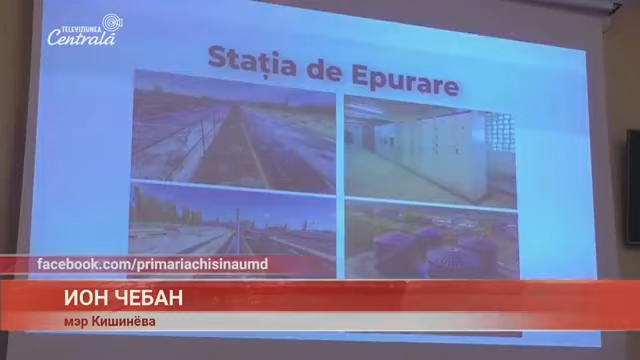 TELEVIZIUNEA
Centrală
Stația de Epurare
facebook.com/primariachisinaumd
ИОН ЧЕБАН
мэр Кишинёва